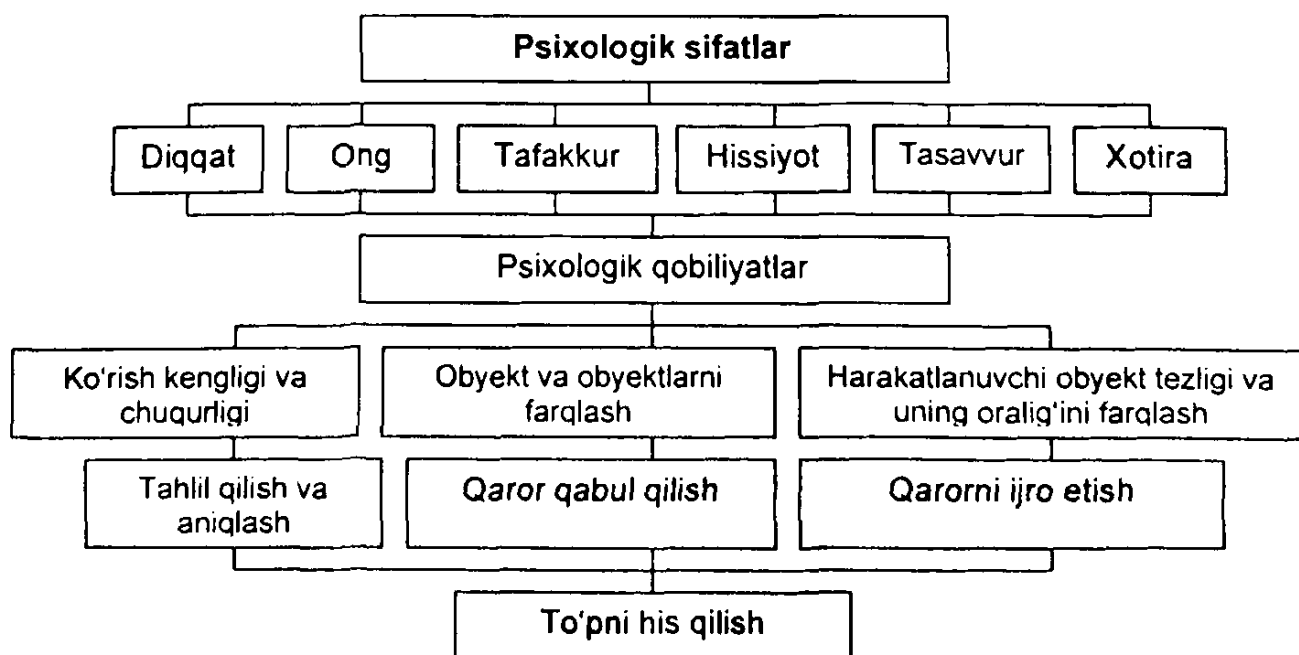 Psixologik sifatlar
Diqqat
Ong
Tafakkur
Hissiyot
Tasavvur
Xotira
Psixologik qobiliyatlar
Ko'rish kengligi va
chuqurligi
Obyekt va obyektlarni
farqlash
Harakatlanuvchi obyekt tezligi va
uning oralig'ini farqlash
Tahlil qilish va
aniqlash
Qaror qabul qilish
Qarorni ijro etish
To'pni his qilish